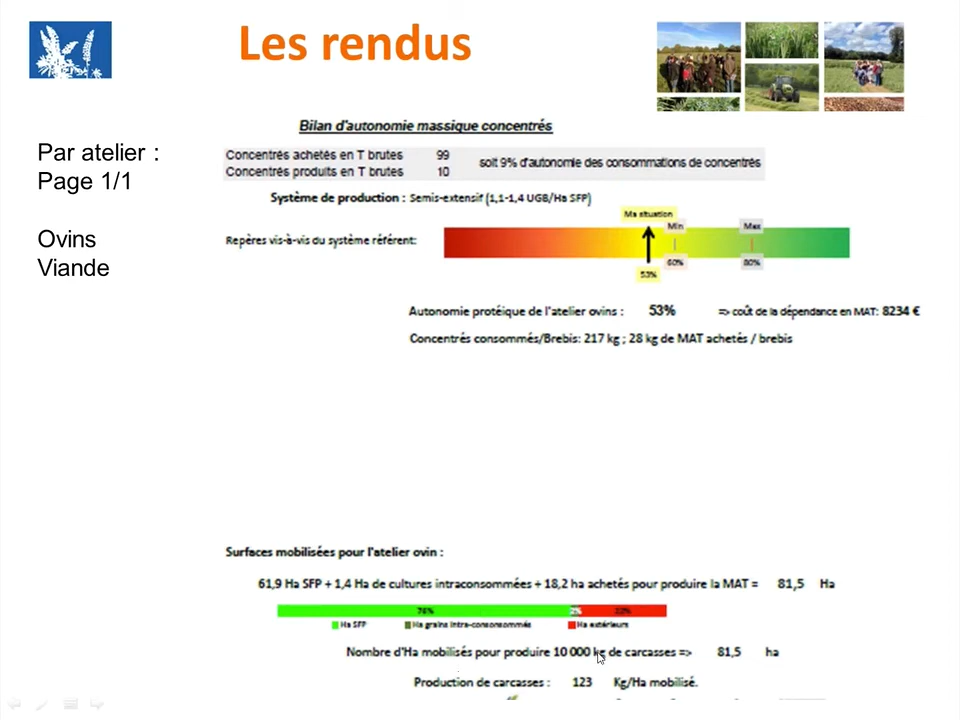 Les rendus
Bilan d'autonomie massique concentrés
Par atelier :
Page 1/1
Ovins
Viande
Concentrés achetés en T brutes 99
Concentrés produits en T brutes 10
soit 9% d'autonomie des consommations de concentrés
Système de production : Semis-extensif (1,1-1,4 UGB/Ha SFP)
Ma situation
Min Max
Repères vis-à-vis du système référent:
60% 80%
53%
Autonomie protéique de l'atelier ovins : 53% => coût de la dépendance en MAT: 8234 €
Concentrés consommés/Brebis: 217 kg ; 28 kg de MAT achetés / brebis
Surfaces mobilisées pour l'atelier ovin :
61,9 Ha SFP + 1,4 Ha de cultures intraconsommées + 18,2 ha achetés pour produire la MAT = 81,5 Ha
76% 2% 22%
Ha SFP Ha grains intra-consonsommés Ha extérieurs
Nombre d'Ha mobilisés pour produire 10 000 kg de carcasses => 81,5 ha
Production de carcasses : 123 Kg/Ha mobilisé.